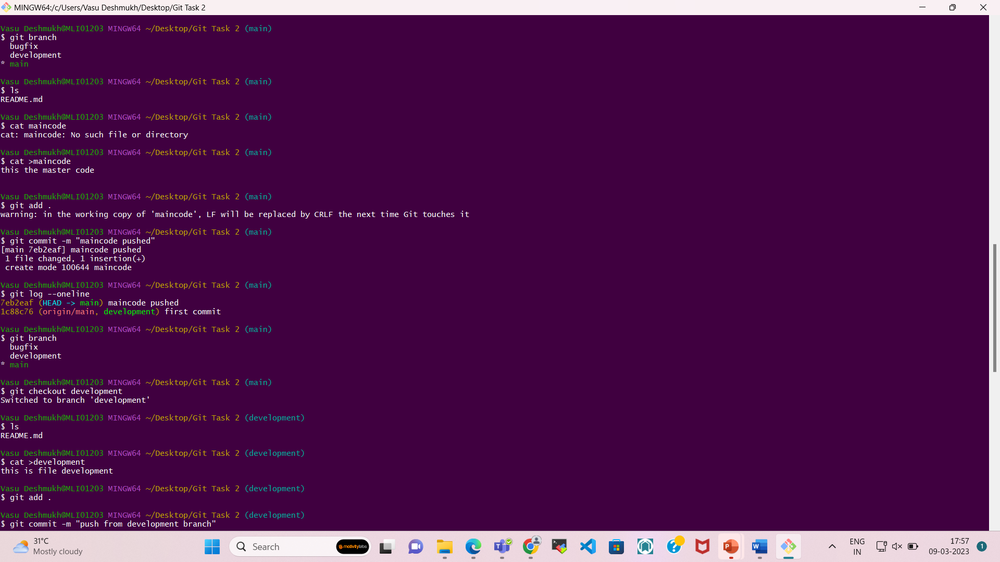 MINGW64:/c/Users/Vasu Deshmukh/Desktop/Git Task 2
Vasu Deshmukh@MLI01203 MINGW64 ~/Desktop/Git Task 2 (main)
$ git branch
  bugfix
  development
* main
Vasu Deshmukh@MLI01203 MINGW64 ~/Desktop/Git Task 2 (main)
$ ls
README.md
Vasu Deshmukh@MLI01203 MINGW64 ~/Desktop/Git Task 2 (main)
$ cat maincode
cat: maincode: No such file or directory
Vasu Deshmukh@MLI01203 MINGW64 ~/Desktop/Git Task 2 (main)
$ cat >maincode
this the master code
Vasu Deshmukh@MLI01203 MINGW64 ~/Desktop/Git Task 2 (main)
$ git add .
warning: in the working copy of 'maincode', LF will be replaced by CRLF the next time Git touches it
Vasu Deshmukh@MLI01203 MINGW64 ~/Desktop/Git Task 2 (main)
$ git commit -m "maincode pushed"
[main 7eb2eaf] maincode pushed
 1 file changed, 1 insertion(+)
 create mode 100644 maincode
Vasu Deshmukh@MLI01203 MINGW64 ~/Desktop/Git Task 2 (main)
$ git log --oneline
7eb2eaf (HEAD -> main) maincode pushed
1c88c76 (origin/main, development) first commit
Vasu Deshmukh@MLI01203 MINGW64 ~/Desktop/Git Task 2 (main)
$ git branch
  bugfix
  development
* main
Vasu Deshmukh@MLI01203 MINGW64 ~/Desktop/Git Task 2 (main)
$ git checkout development
Switched to branch 'development'
Vasu Deshmukh@MLI01203 MINGW64 ~/Desktop/Git Task 2 (development)
$ ls
README.md
Vasu Deshmukh@MLI01203 MINGW64 ~/Desktop/Git Task 2 (development)
$ cat >development
this is file development
Vasu Deshmukh@MLI01203 MINGW64 ~/Desktop/Git Task 2 (development)
$ git add .
Vasu Deshmukh@MLI01203 MINGW64 ~/Desktop/Git Task 2 (development)
$ git commit -m "push from development branch"
31°C
Mostly cloudy
Search
motivitylabs
ENG
IN
17:57
09-03-2023
1